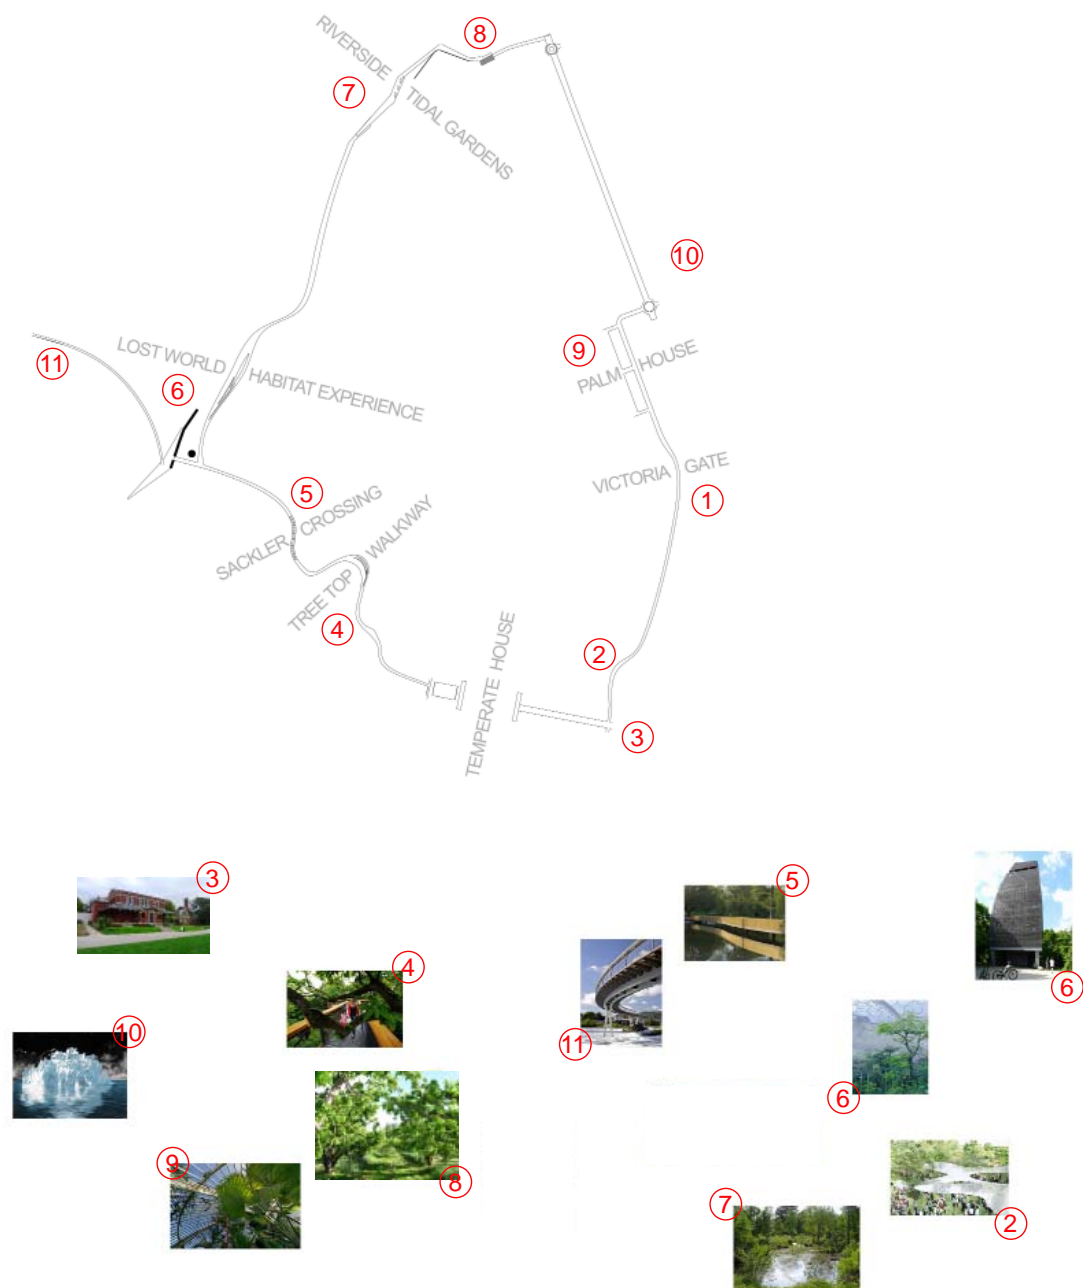 8
RIVERSIDE
TIDAL GARDENS
7
10
LOST WORLD
HABITAT EXPERIENCE
11
6
9
PALM HOUSE
VICTORIA GATE
1
5
SACKLER CROSSING
TREE TOP WALKWAY
4
TEMPERATE HOUSE
2
3
3
5
4
6
10
11
6
9
8
7
2